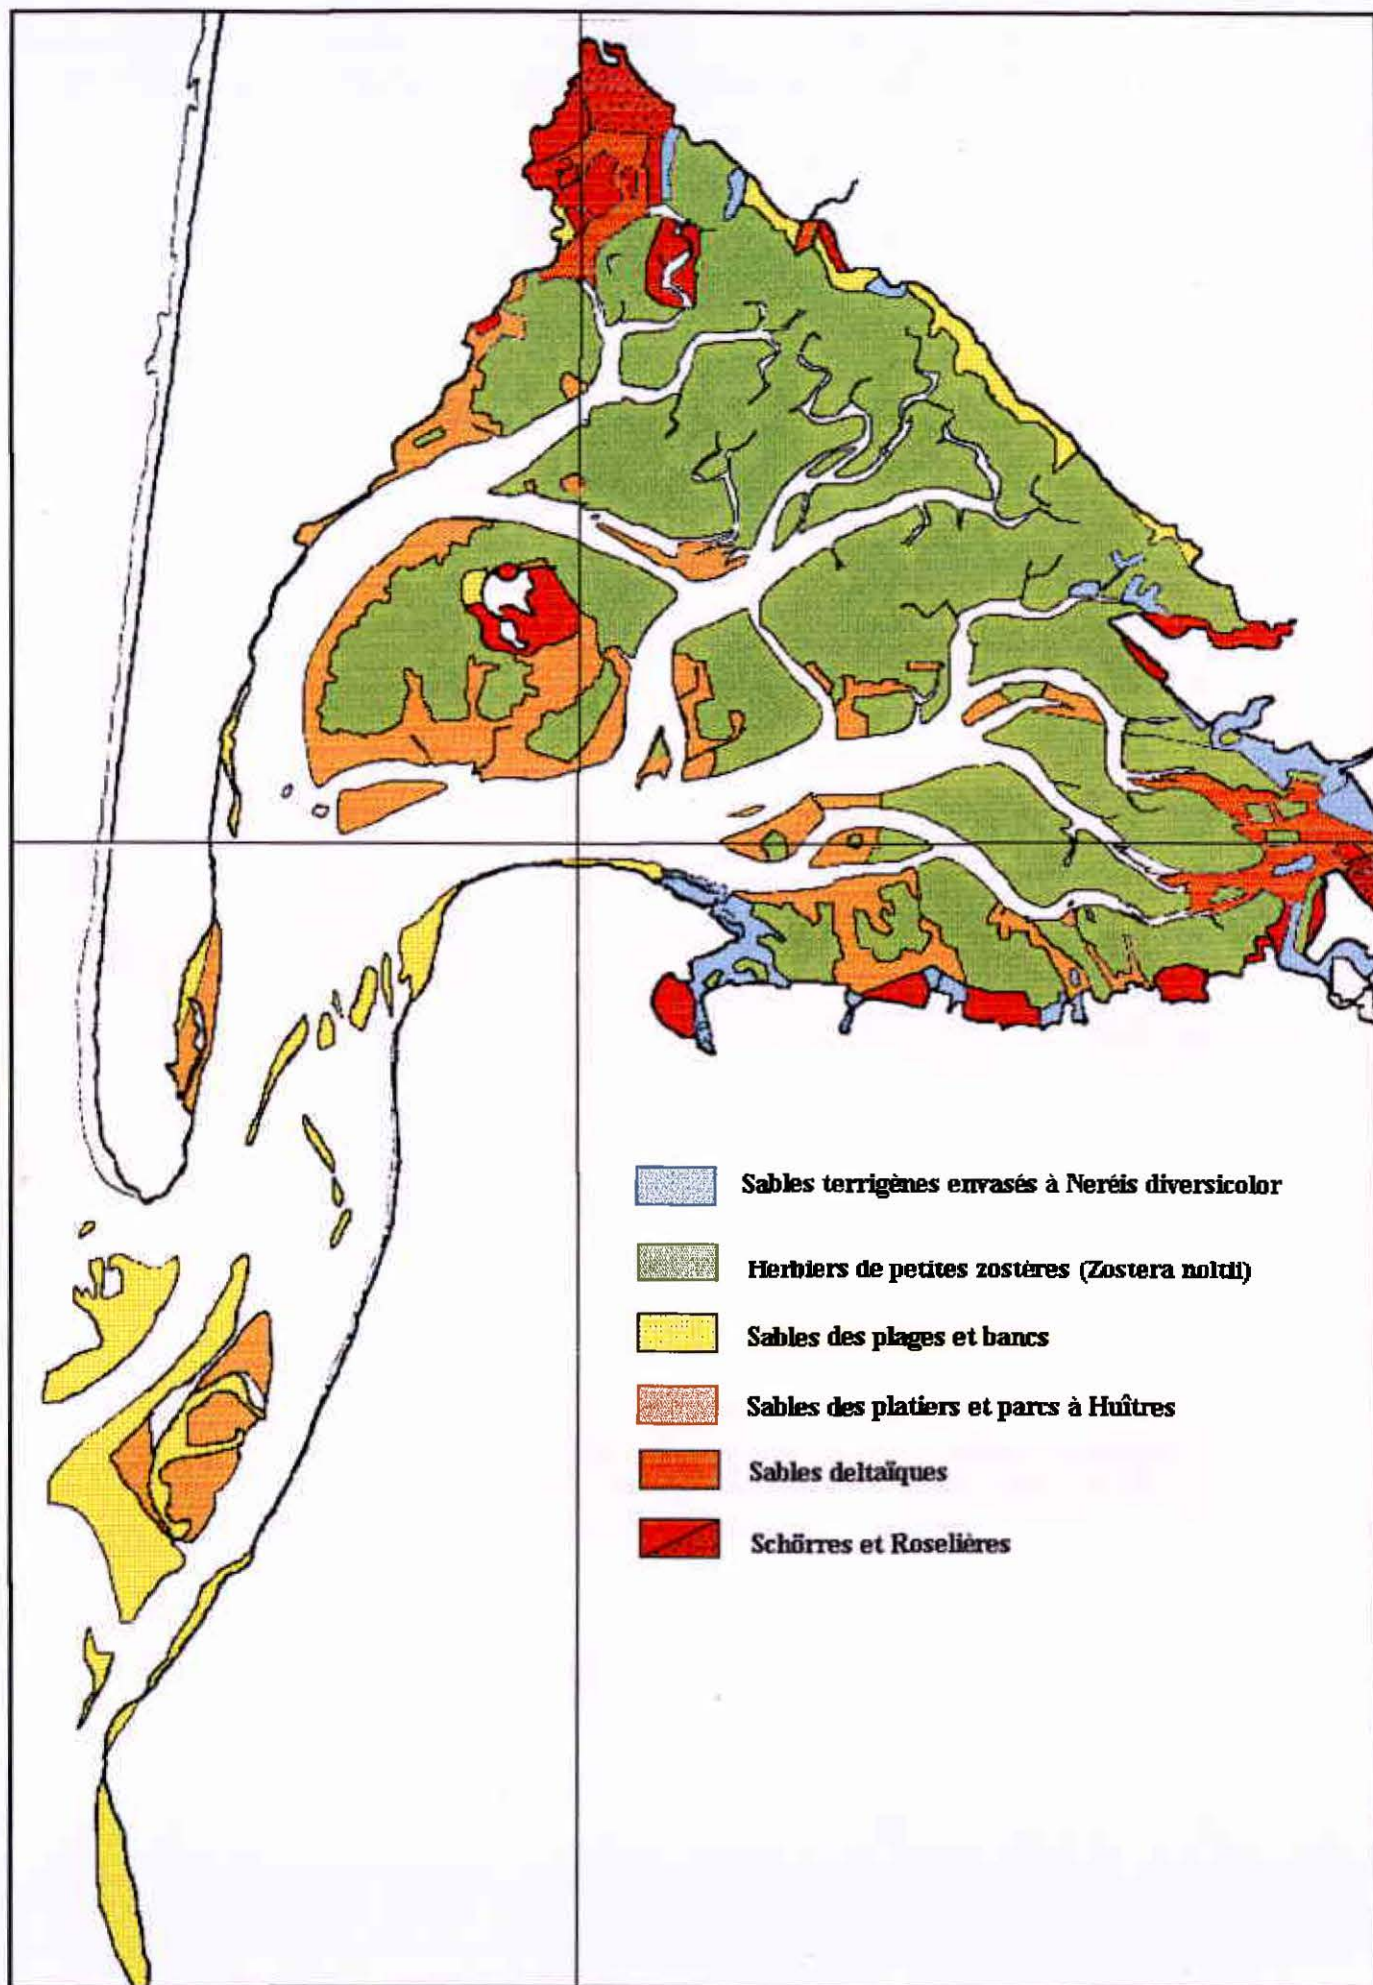 Sables terrigènes envasés à Neréis diversicolor
Herbiers de petites zostères (Zostera noltii)
Sables des plages et bancs
Sables des platiers et parcs à Huîtres
Sables deltaïques
Schörres et Roselières